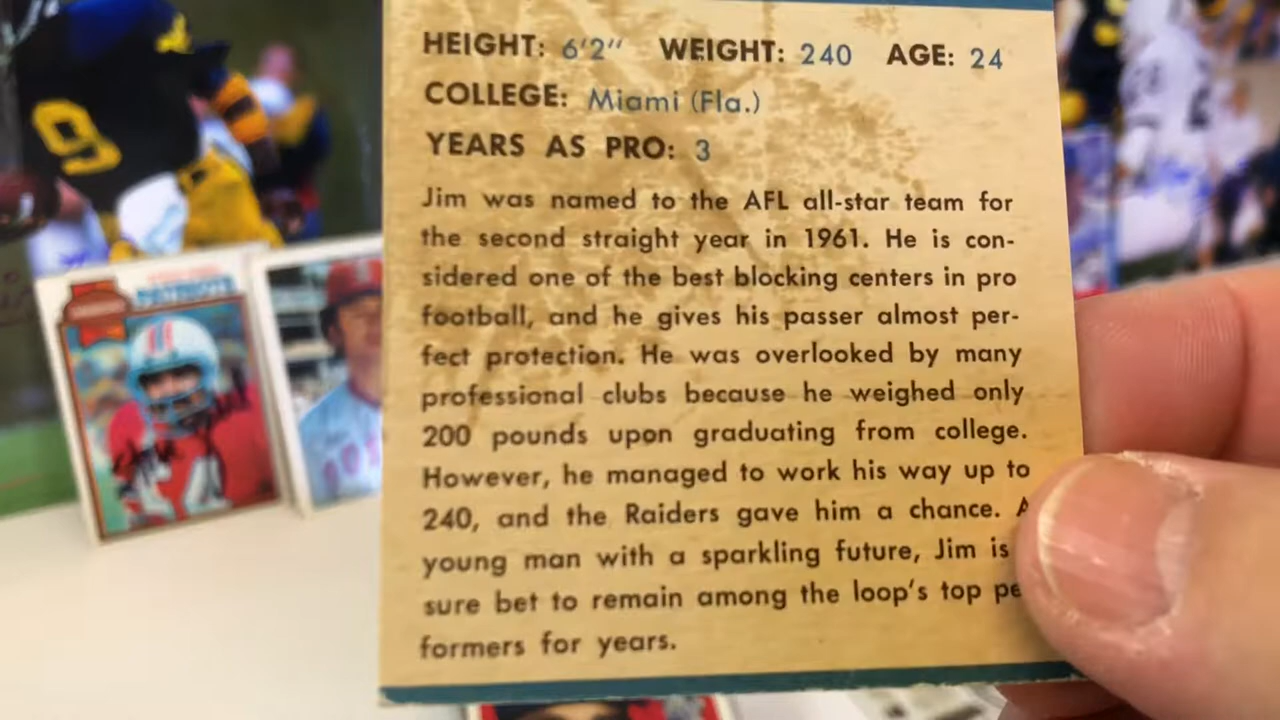 HEIGHT: 6'2" WEIGHT: 240 AGE: 24
COLLEGE: Miami (Fla.)
YEARS AS PRO: 3
Jim was named to the AFL all-star team for
the second straight year in 1961. He is con-
sidered one of the best blocking centers in pro
football, and he gives his passer almost per-
fect protection. He was overlooked by many
professional clubs because he weighed only
200 pounds upon graduating from college.
However, he managed to work his way up to
240, and the Raiders gave him a chance. A
young man with a sparkling future, Jim is
sure bet to remain among the loop's top pe
formers for years.
PATRIOTS
9